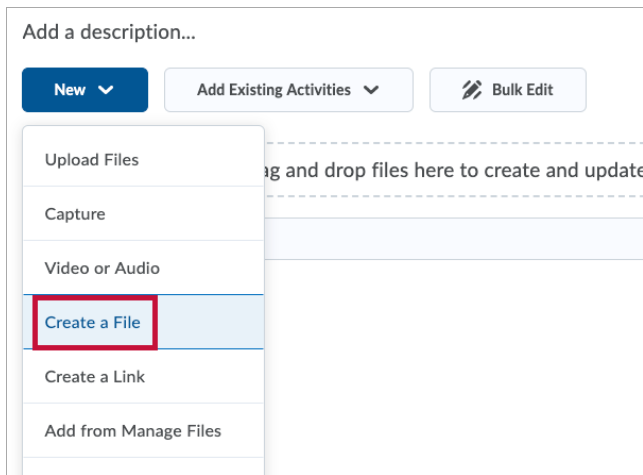 Add a description...
New
Add Existing Activities
Bulk Edit
Upload Files
ag and drop files here to create and update
Capture
Video or Audio
Create a File
Create a Link
Add from Manage Files